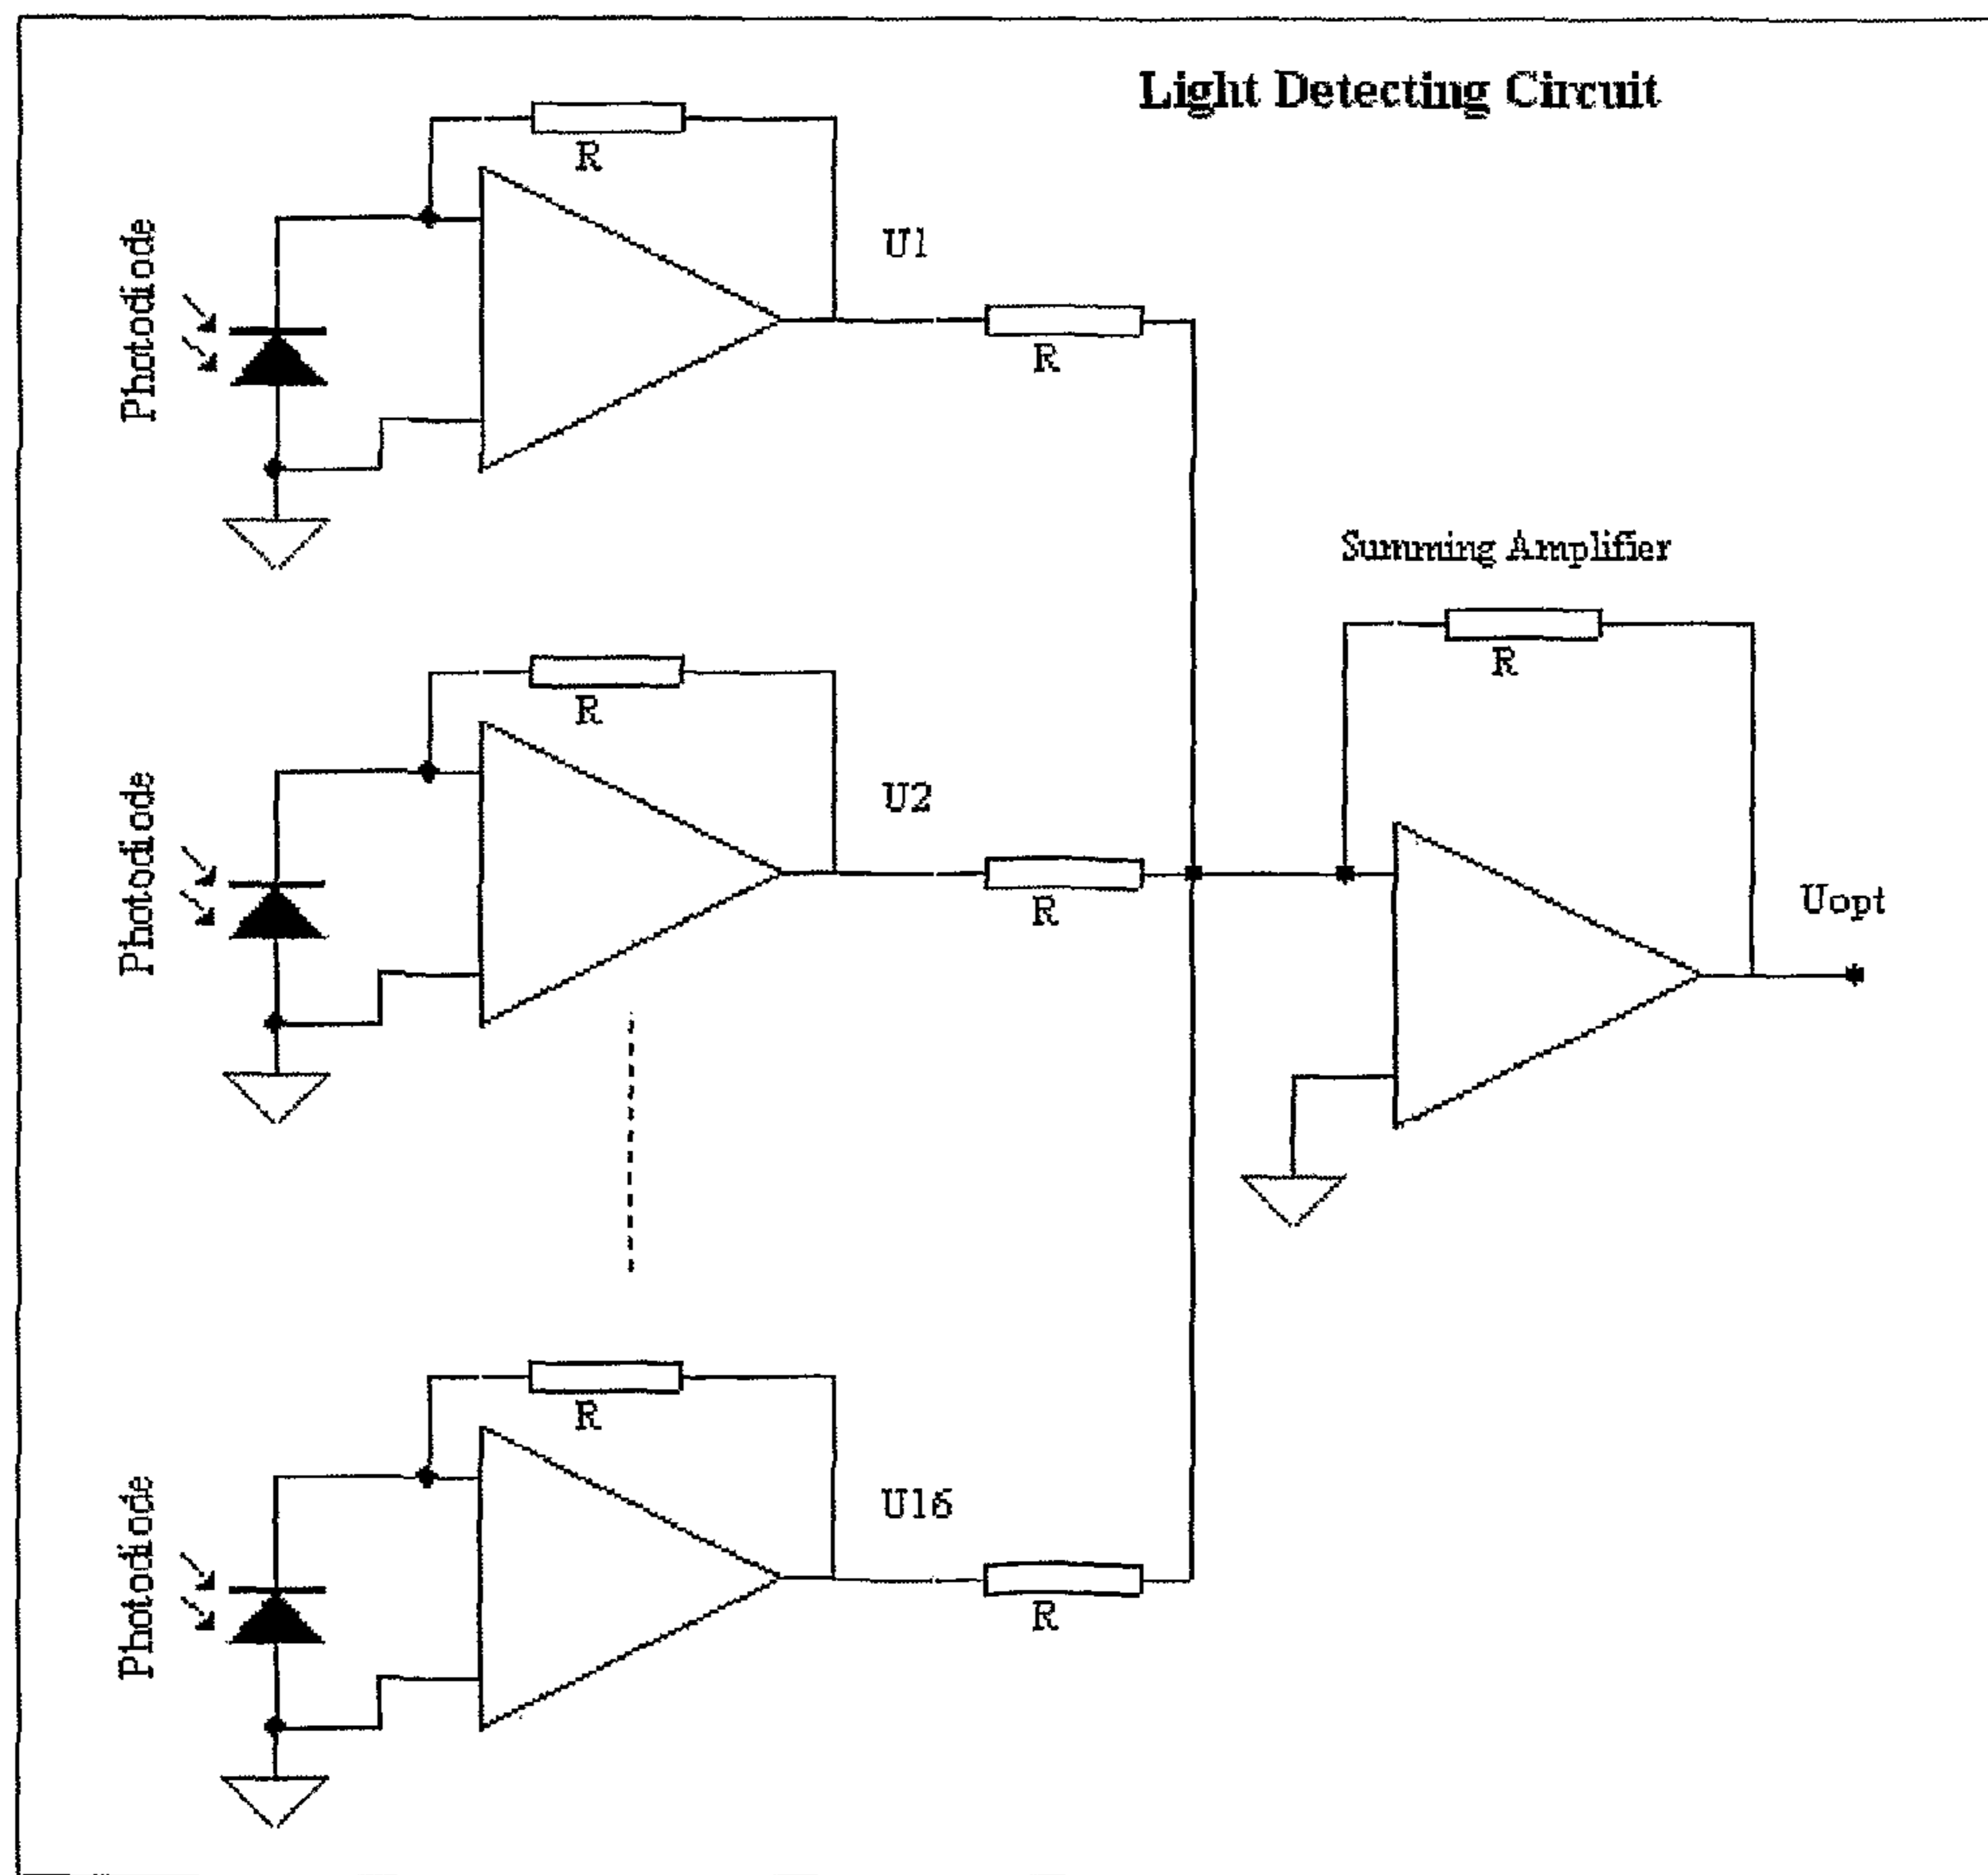 Light Detecting Circuit
R
Photodiode
U1
R
Summing Amplifier
R
R
Photodiode
U2
R
Uopt
R
Photodiode
U16
R